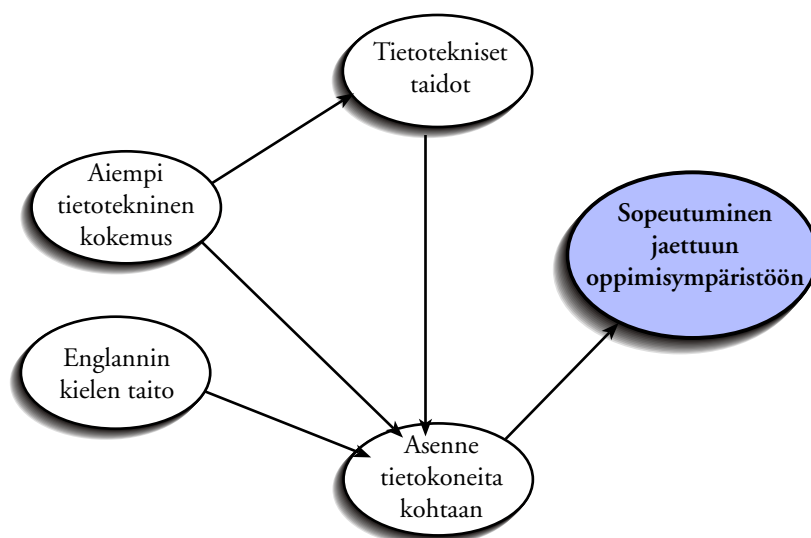 Tietotekniset
taidot
Aiempi
tietotekninen
kokemus
Sopeutuminen
jaettuun
oppimisympäristöön
Englannin
kielen taito
Asenne
tietokoneita
kohtaan